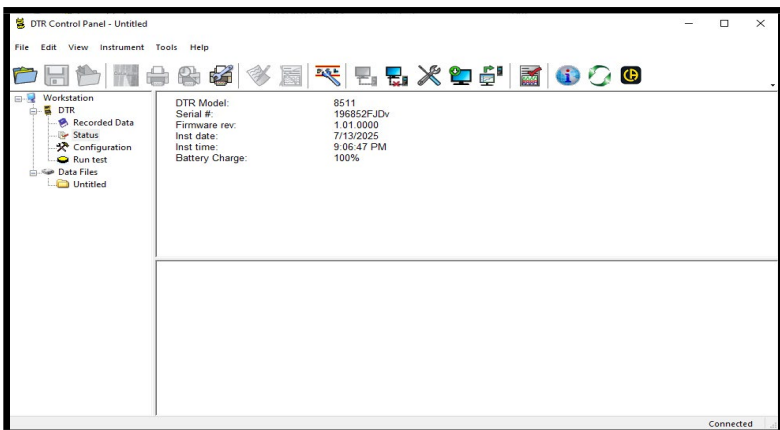 DTR Control Panel - Untitled
File Edit View Instrument Tools Help
Workstation
DTR
Recorded Data
Status
Configuration
Run test
Data Files
Untitled
DTR Model: 8511
Serial #: 196852FJDv
Firmware rev: 1.01.0000
Inst date: 7/13/2025
Inst time: 9:06:47 PM
Battery Charge: 100%
Connected